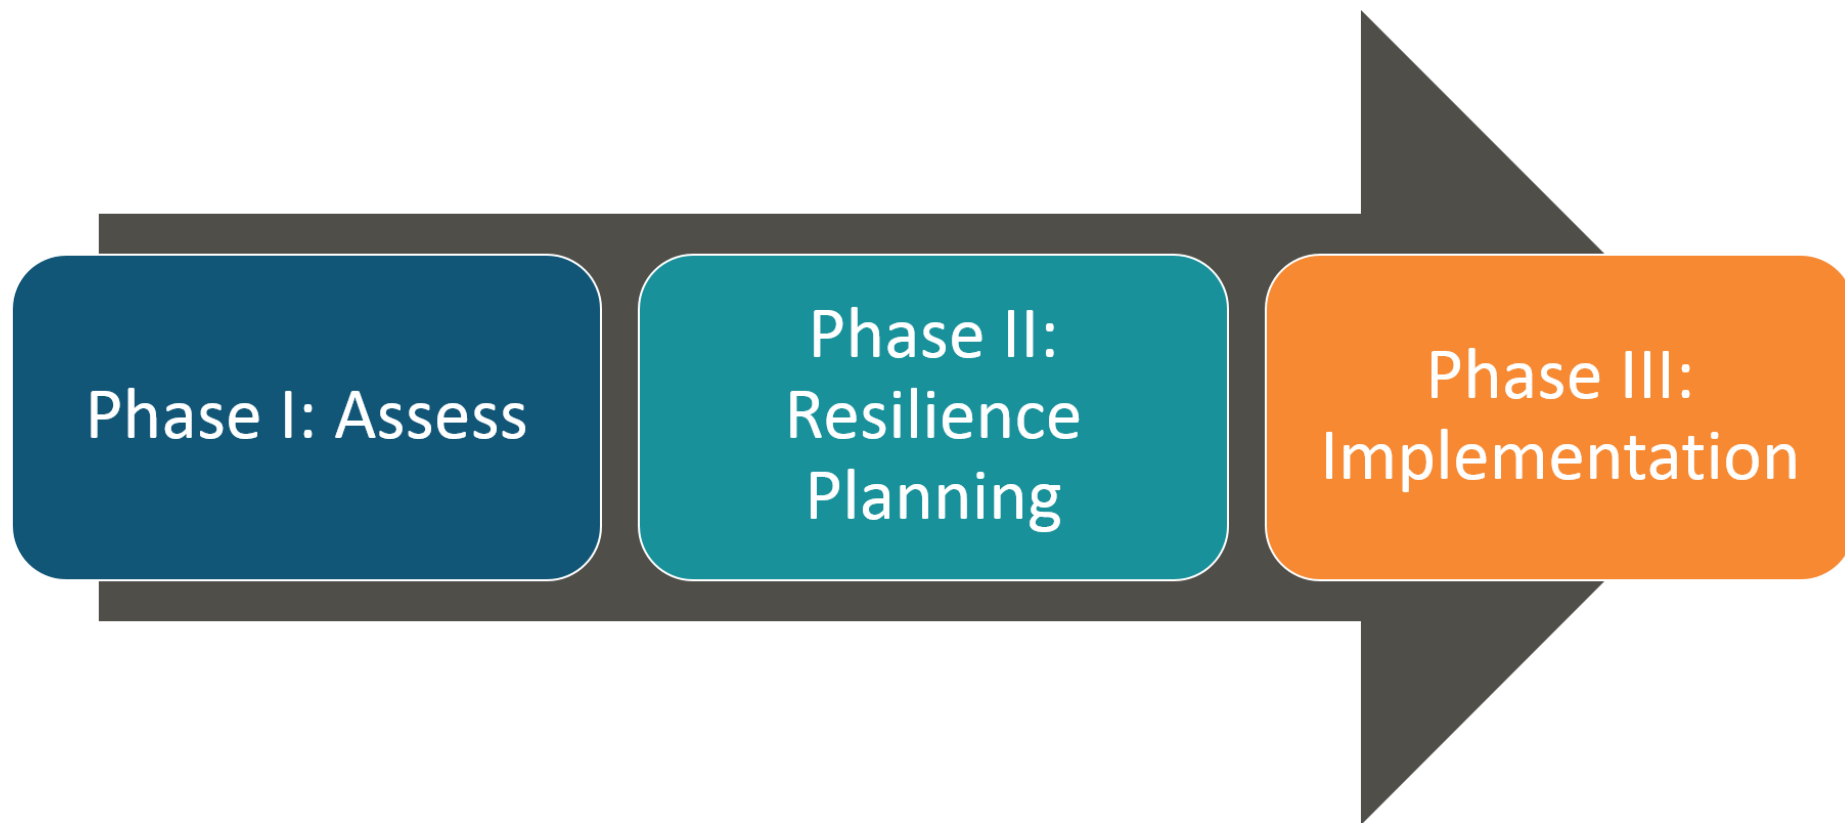 Phase I: Assess
Phase II:
Resilience
Planning
Phase III:
Implementation